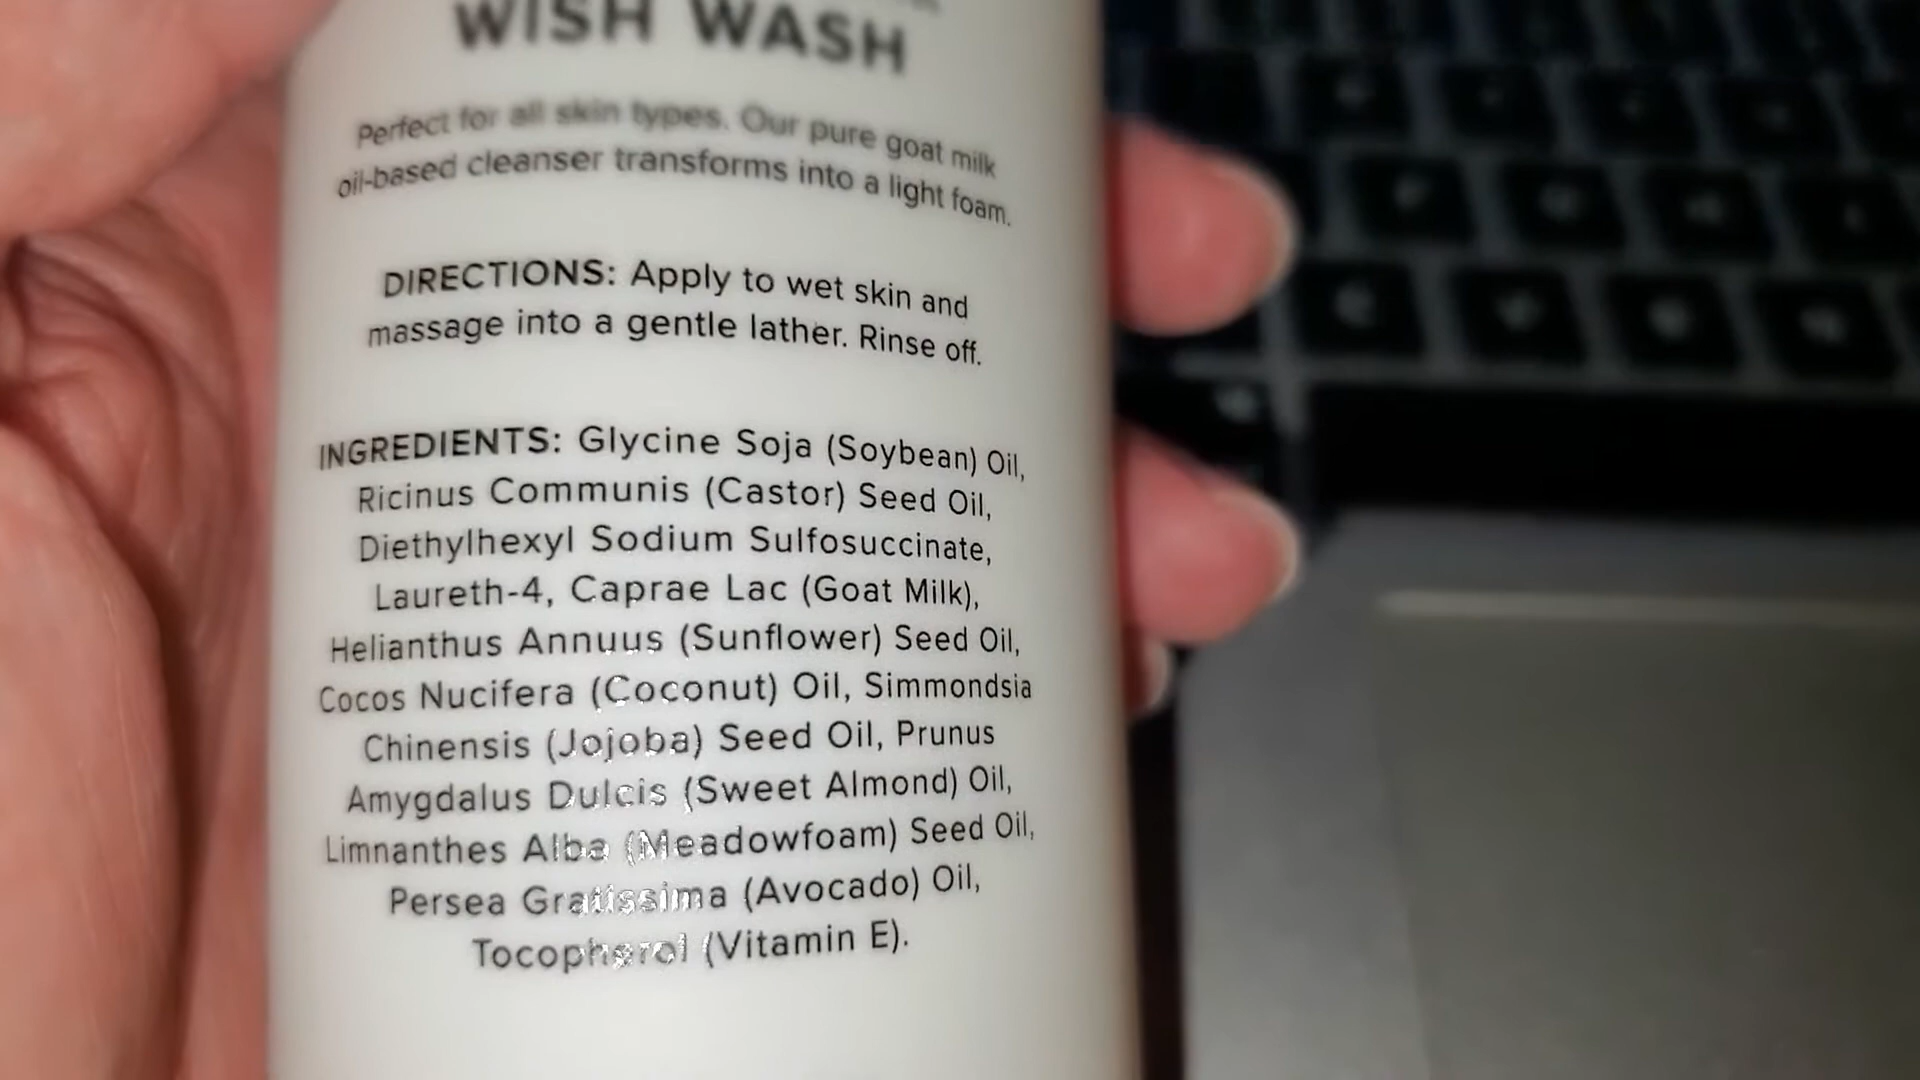 WISH WASH
Perfect for all skin types. Our pure goat milk
oil-based cleanser transforms into a light foam.
DIRECTIONS: Apply to wet skin and
massage into a gentle lather. Rinse off.
INGREDIENTS: Glycine Soja (Soybean) Oil,
Ricinus Communis (Castor) Seed Oil,
Diethylhexyl Sodium Sulfosuccinate,
Laureth-4, Caprae Lac (Goat Milk),
Helianthus Annuus (Sunflower) Seed Oil,
Cocos Nucifera (Coconut) Oil, Simmondsia
Chinensis (Jojoba) Seed Oil, Prunus
Amygdalus Dulcis (Sweet Almond) Oil,
Limnanthes Alba (Meadowfoam) Seed Oil,
Persea Gratissima (Avocado) Oil,
Tocopherol (Vitamin E).